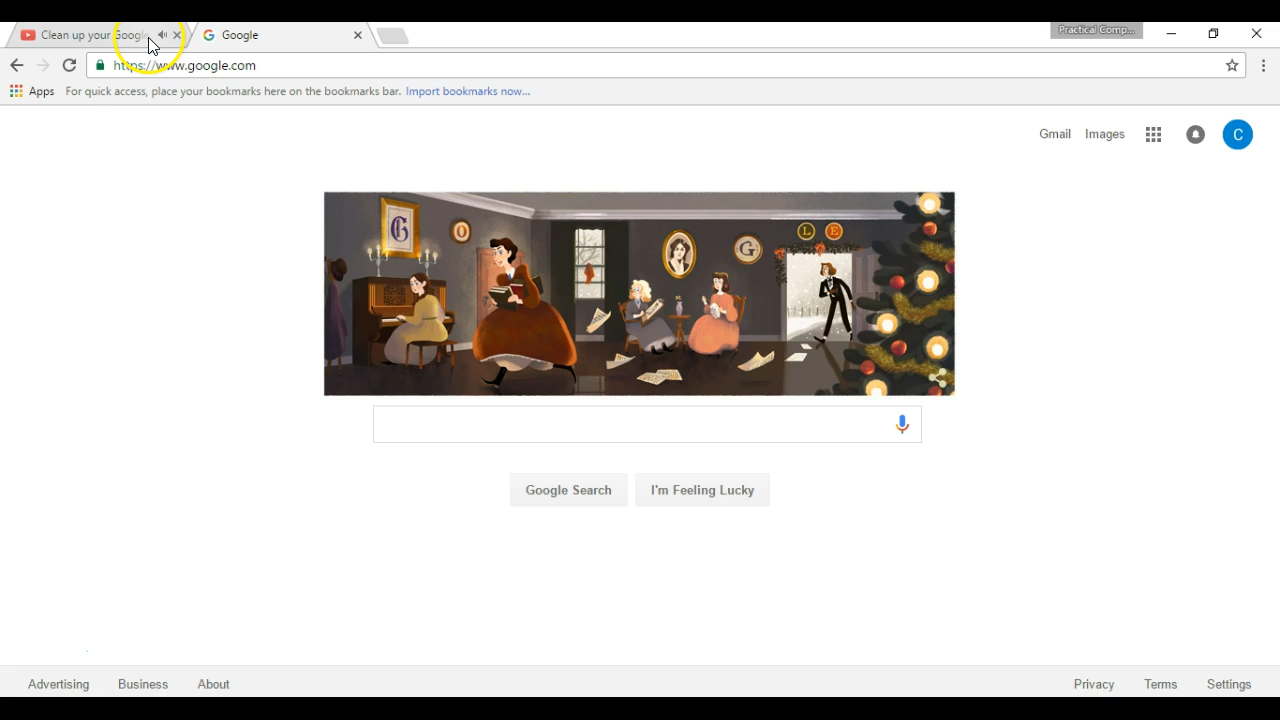 Clean up your Google
Google
Practical Comp...
https://www.google.com
Apps For quick access, place your bookmarks here on the bookmarks bar. Import bookmarks now...
Gmail Images C
G O G L E
Google Search I'm Feeling Lucky
Advertising Business About Privacy Terms Settings